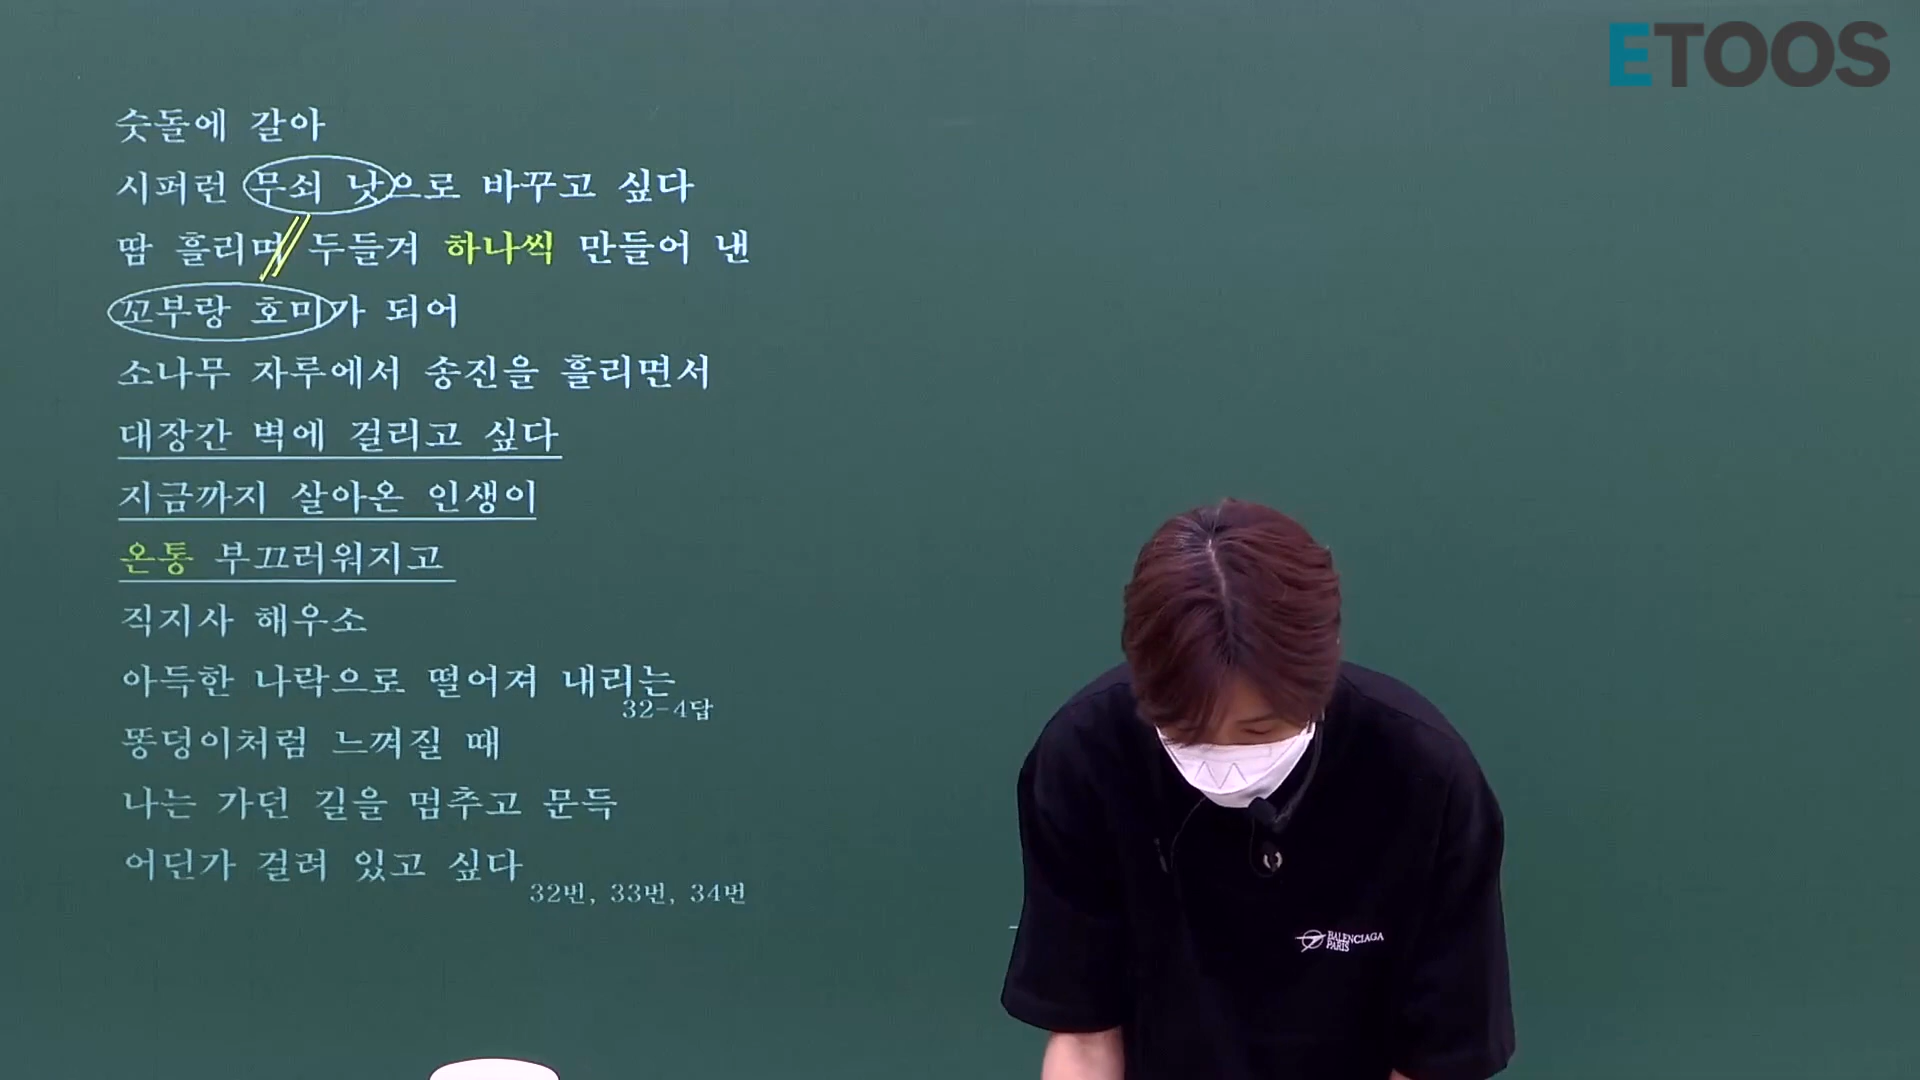 ETOOS
숫돌에 갈아
시퍼런 무쇠 낫으로 바꾸고 싶다
땀 흘리며 두들겨 하나씩 만들어 낸
꼬부랑 호미가 되어
소나무 자루에서 송진을 흘리면서
대장간 벽에 걸리고 싶다
지금까지 살아온 인생이
온통 부끄러워지고
직지사 해우소
아득한 나락으로 떨어져 내리는
32-4답
똥덩이처럼 느껴질 때
나는 가던 길을 멈추고 문득
어딘가 걸려 있고 싶다
32번, 33번, 34번
BALENCIAGA
PARIS